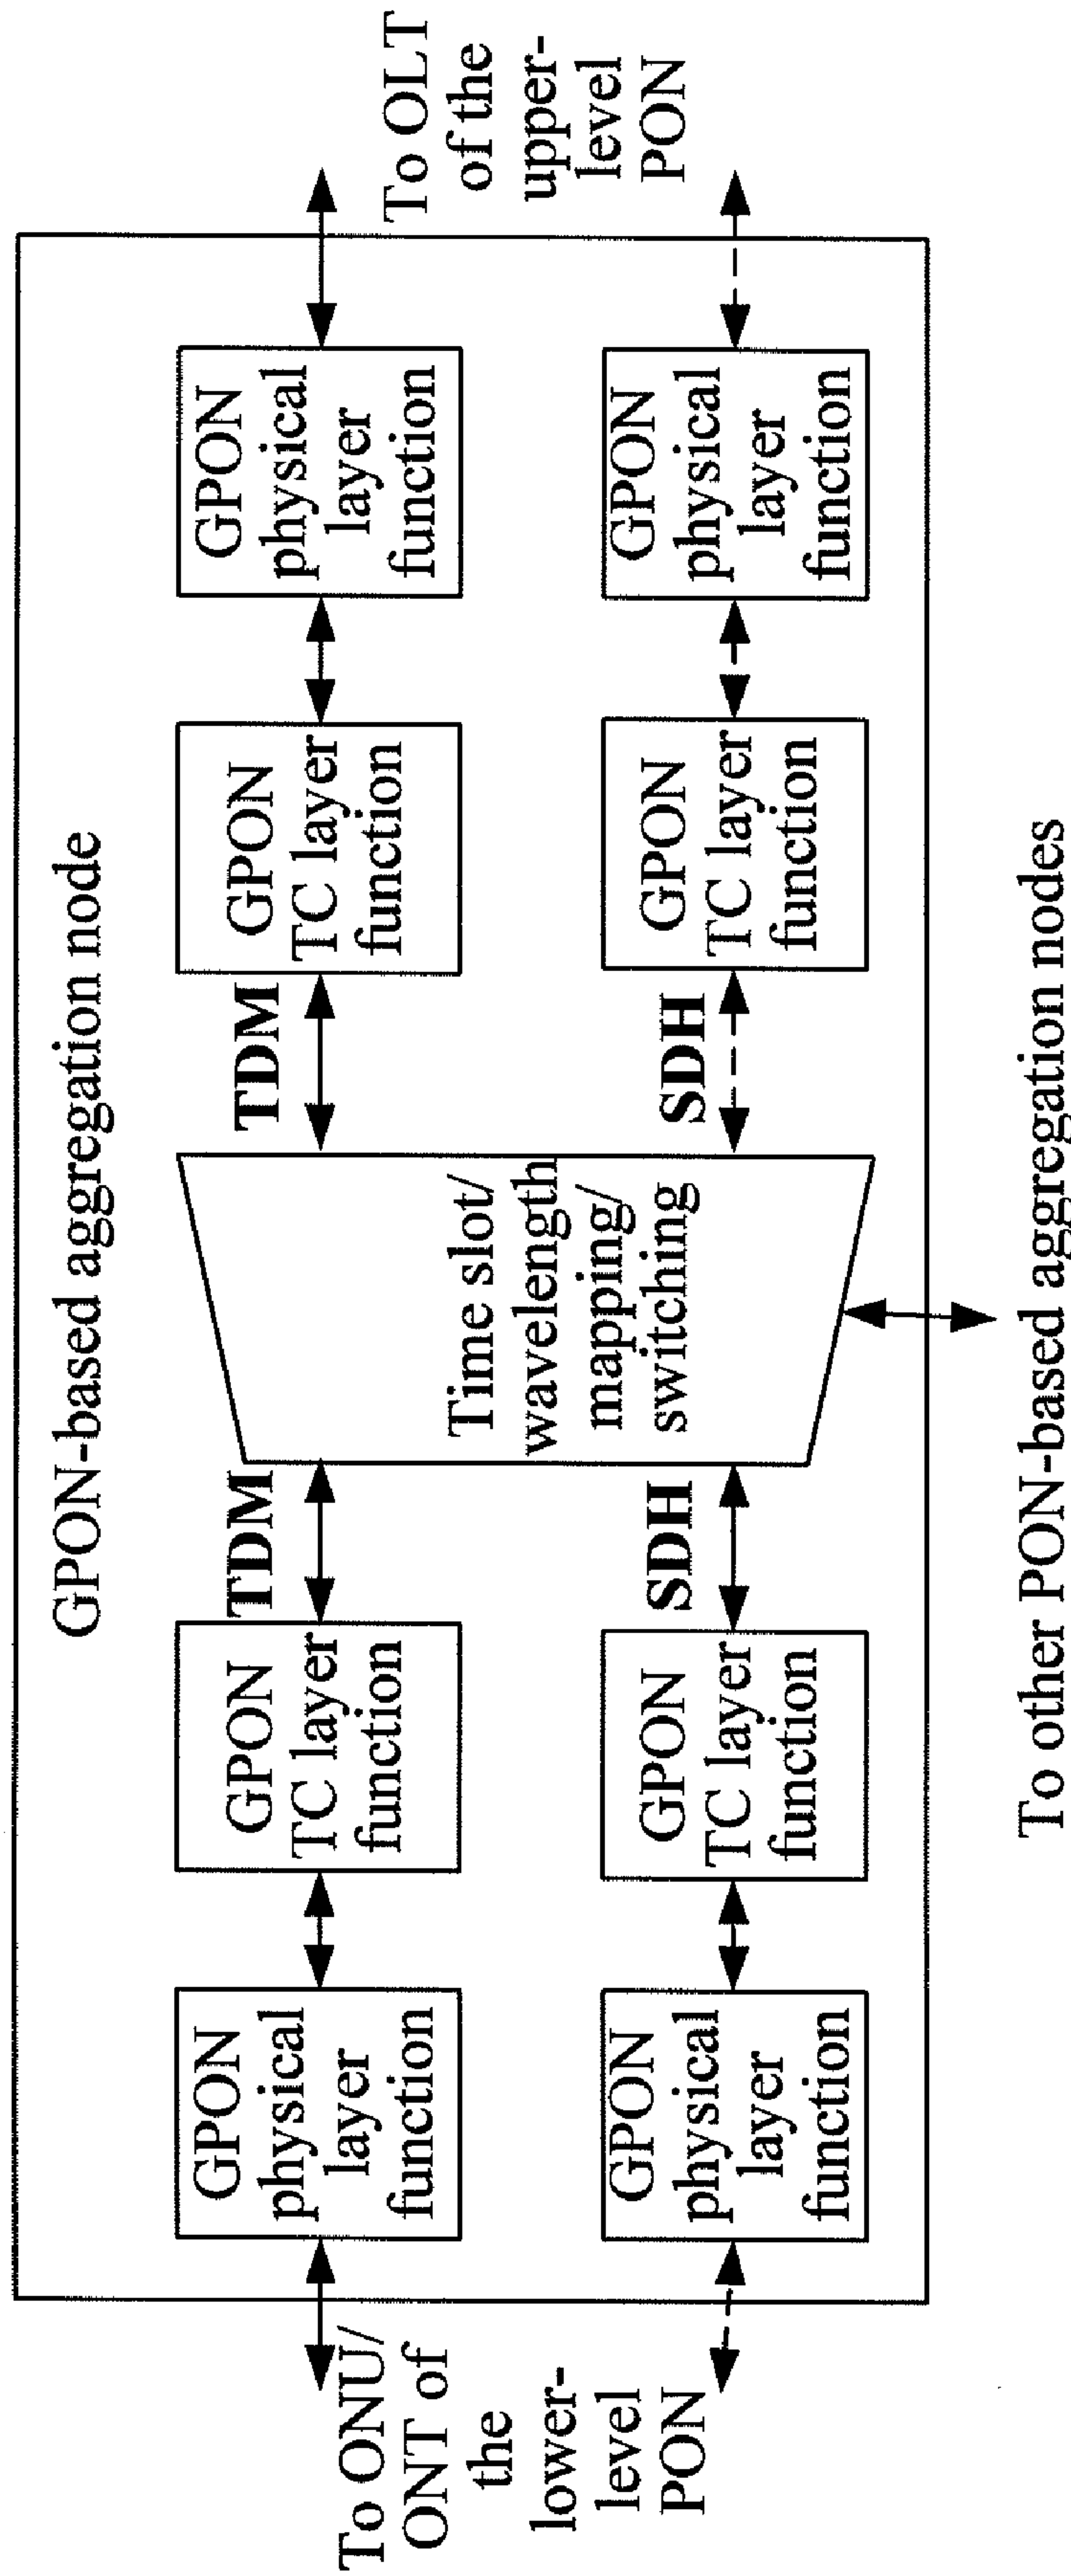 GPON-based aggregation node
To ONU/
ONT of
the
lower-
level
PON
GPON
physical
layer
function
GPON
TC layer
function
TDM
Time slot/
wavelength
mapping/
switching
TDM
GPON
TC layer
function
GPON
physical
layer
function
To OLT
of the
upper-
level
PON
GPON
physical
layer
function
GPON
TC layer
function
SDH
SDH
GPON
TC layer
function
GPON
physical
layer
function
To other PON-based aggregation nodes